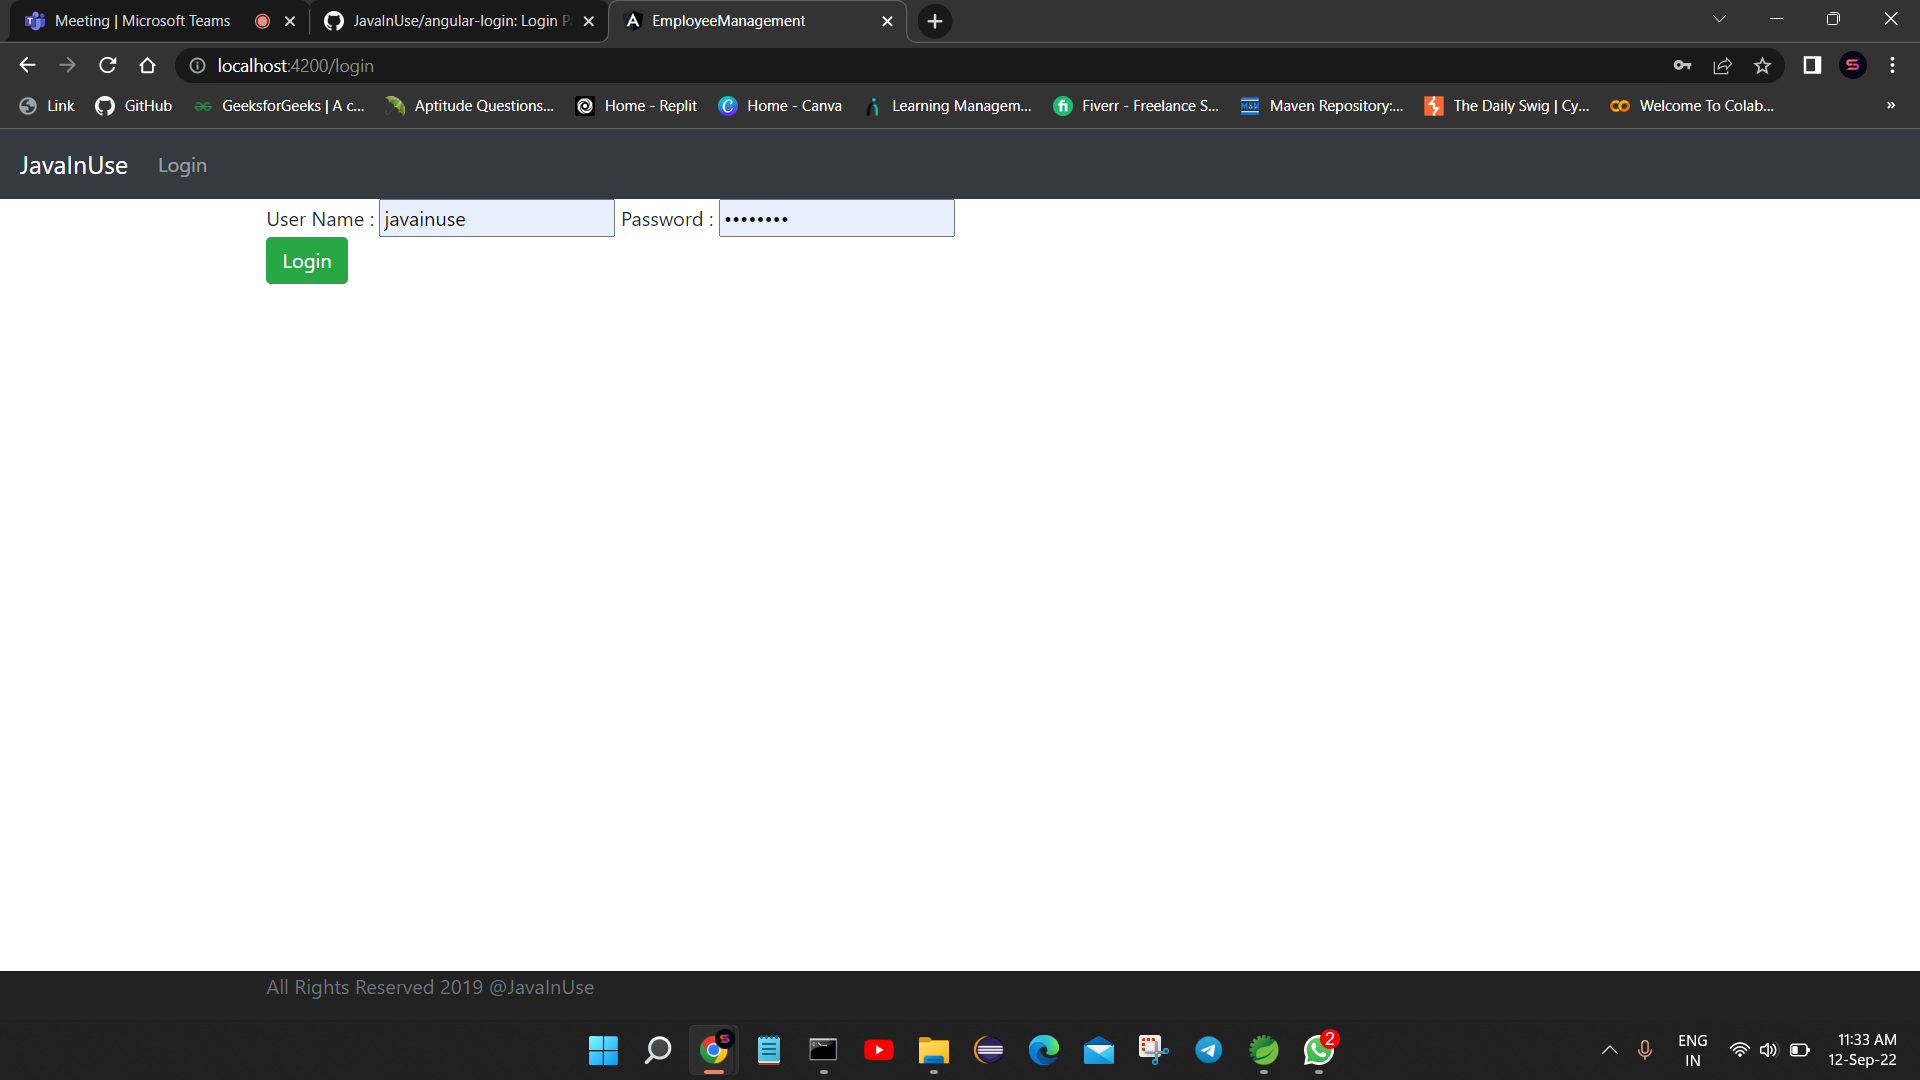 Meeting | Microsoft Teams
JavaInUse/angular-login: Login P
EmployeeManagement
localhost:4200/login
Link
GitHub
GeeksforGeeks | A c...
Aptitude Questions...
Home - Replit
Home - Canva
Learning Managem...
Fiverr - Freelance S...
Maven Repository:...
The Daily Swig | Cy...
Welcome To Colab...
»
JavaInUse Login
User Name : javainuse Password : ••••••••
Login
All Rights Reserved 2019 @JavaInUse
2
ENG
IN
11:33 AM
12-Sep-22